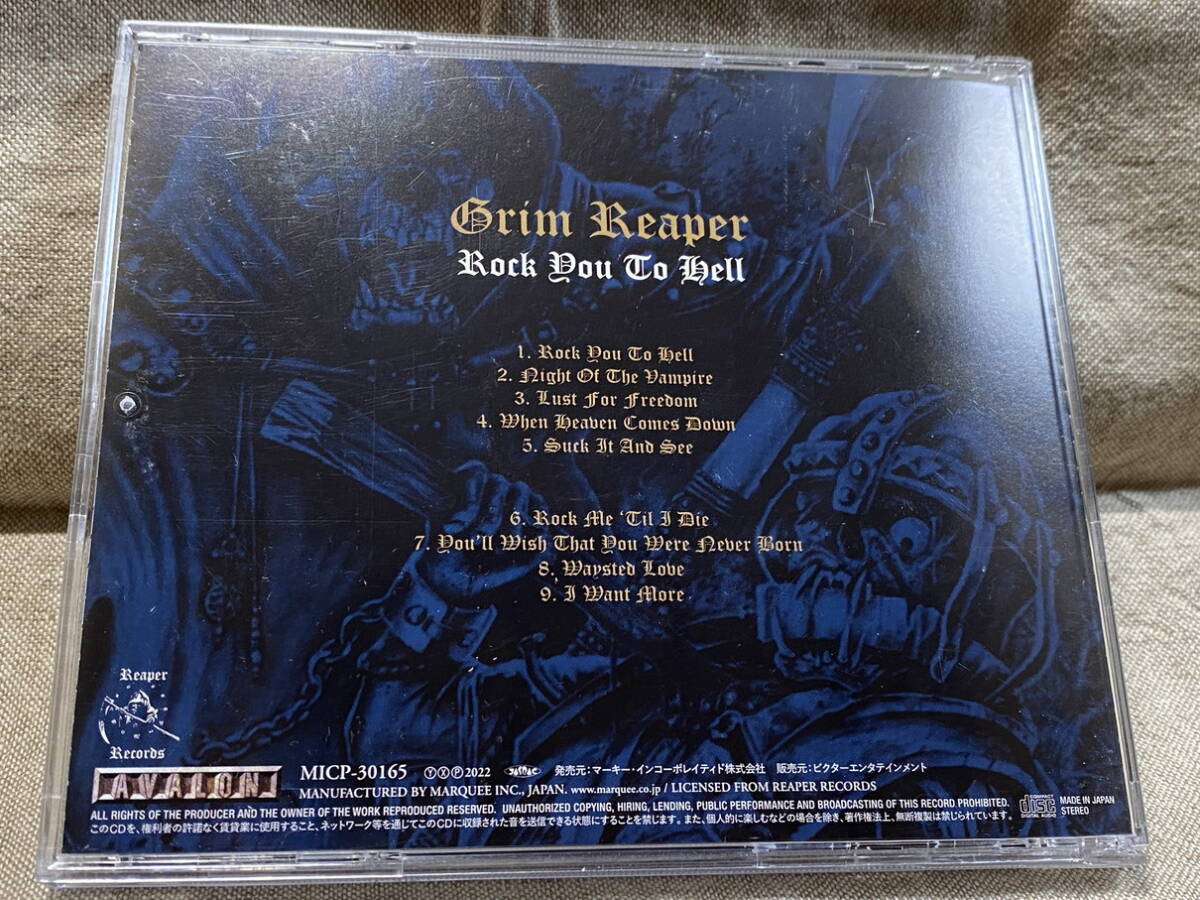 Grim Reaper
Rock You To Hell
1. Rock You To Hell
2. Night Of The Vampire
3. Lust For Freedom
4. When Heaven Comes Down
5. Suck It And See
6. Rock Me 'Til I Die
7. You'll Wish That You Were Never Born
8. Waysted Love
9. I Want More
Reaper
Records
AVALON
MICP-30165 ⓎⓍⓅ2022 JASRAC 発売元:マーキー・インコーポレイティド株式会社 販売元:ビクターエンタテインメント
MANUFACTURED BY MARQUEE INC., JAPAN. www.marquee.co.jp / LICENSED FROM REAPER RECORDS
ALL RIGHTS OF THE PRODUCER AND THE OWNER OF THE WORK REPRODUCED RESERVED. UNAUTHORIZED COPYING, HIRING, LENDING, PUBLIC PERFORMANCE AND BROADCASTING OF THIS RECORD PROHIBITED.
このCDを、権利者の許諾なく賃貸業に使用すること、ネットワーク等を通じてこのCDに収録された音を送信できる状態にすることを禁じます。また、個人的に楽しむなどの場合を除き、著作権法上、無断複製は禁じられています。
COMPACT
disc
DIGITAL AUDIO
MADE IN JAPAN
STEREO